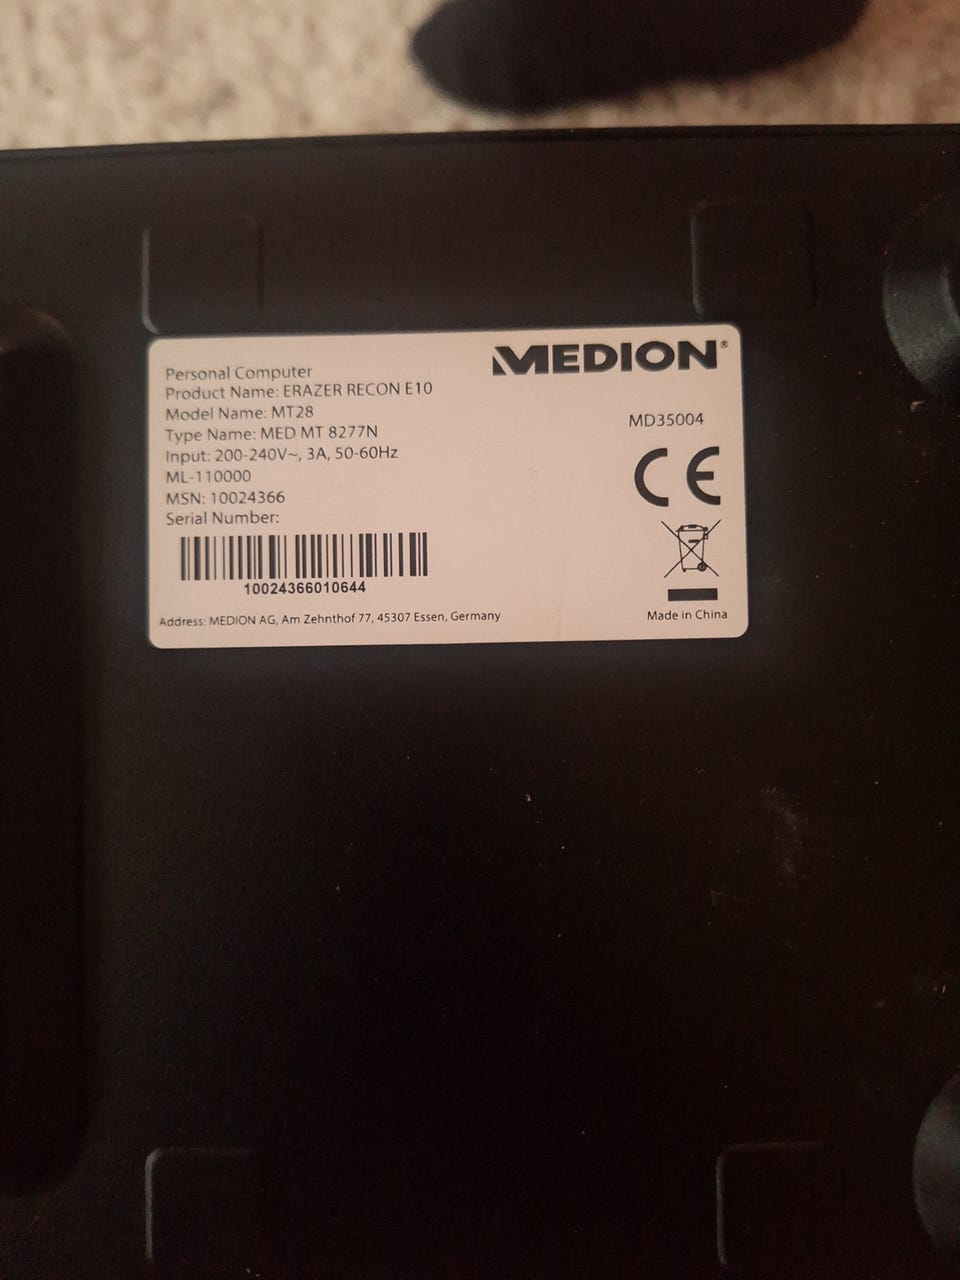 MEDION®
Personal Computer
Product Name: ERAZER RECON E10
Model Name: MT28
Type Name: MED MT 8277N
Input: 200-240V~, 3A, 50-60Hz
ML-110000
MSN: 10024366
Serial Number:
10024366010644
Address: MEDION AG, Am Zehnthof 77, 45307 Essen, Germany
MD35004
CE
Made in China